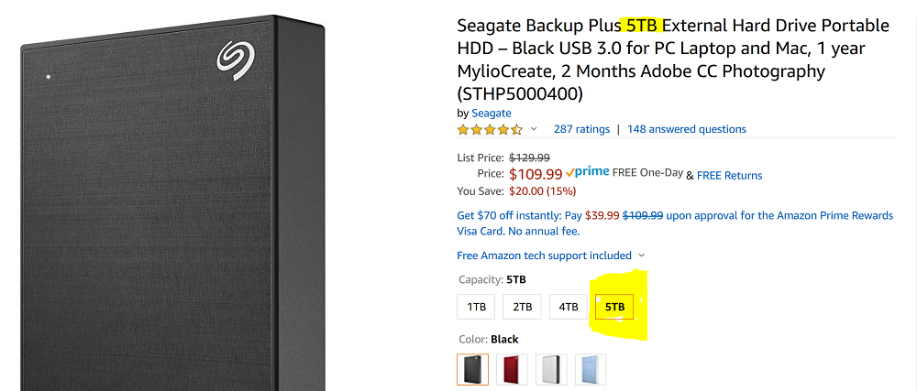 Seagate Backup Plus 5TB External Hard Drive Portable
HDD – Black USB 3.0 for PC Laptop and Mac, 1 year
MylioCreate, 2 Months Adobe CC Photography
(STHP5000400)
by Seagate
287 ratings | 148 answered questions
List Price: $129.99
Price: $109.99 prime FREE One-Day & FREE Returns
You Save: $20.00 (15%)
Get $70 off instantly: Pay $39.99 $109.99 upon approval for the Amazon Prime Rewards
Visa Card. No annual fee.
Free Amazon tech support included
Capacity: 5TB
1TB 2TB 4TB 5TB
Color: Black